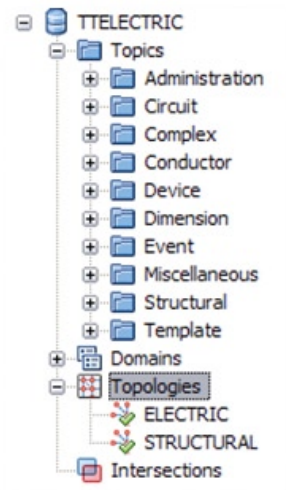 TTELECTRIC
Topics
Administration
Circuit
Complex
Conductor
Device
Dimension
Event
Miscellaneous
Structural
Template
Domains
Topologies
ELECTRIC
STRUCTURAL
Intersections